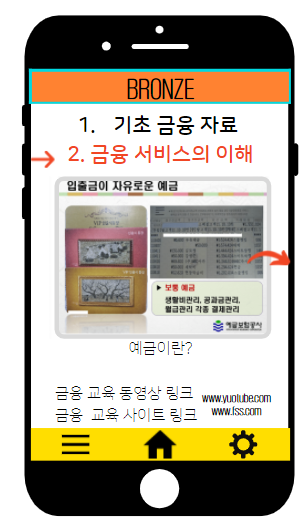 BRONZE
1. 기초 금융 자료
2. 금융 서비스의 이해
입출금이 자유로운 예금
▶ 보통 예금
생활비관리, 공과금관리,
월급관리 각종 결제관리
예금보험공사
예금이란?
금융 교육 동영상 링크 www.yuotube.com
금융 교육 사이트 링크 www.fss.com